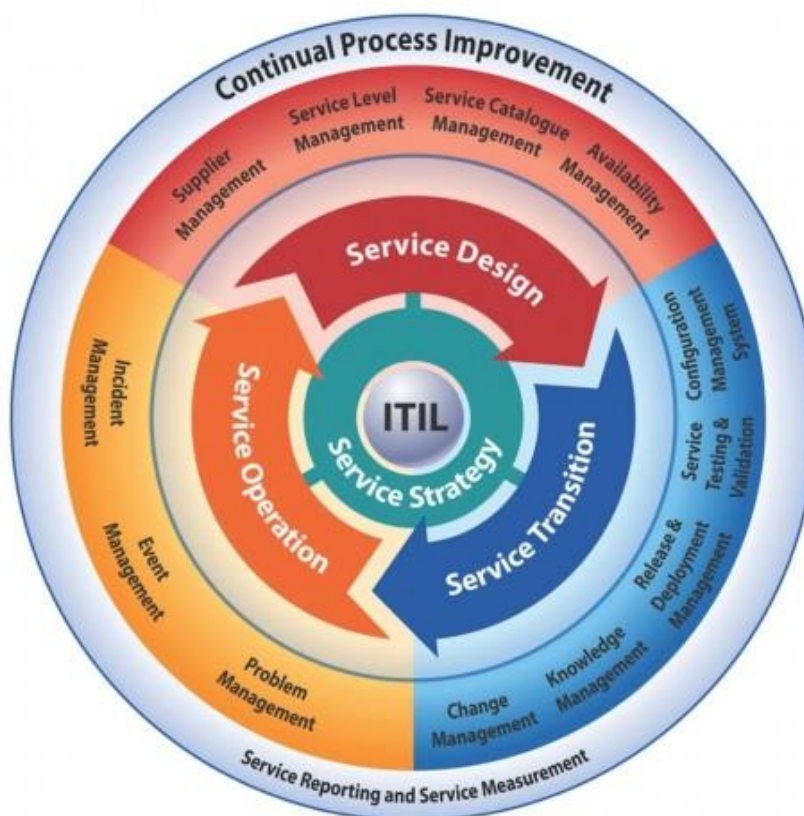 Continual Process Improvement
Supplier
Management
Service Level
Management
Service Catalogue
Management
Availability
Management
Configuration
Management
System
Service
Testing &
Validation
Release &
Deployment
Management
Knowledge
Management
Change
Management
Problem
Management
Event
Management
Incident
Management
Service Design
Service Transition
Service Operation
Service Strategy
ITIL
Service Reporting and Service Measurement